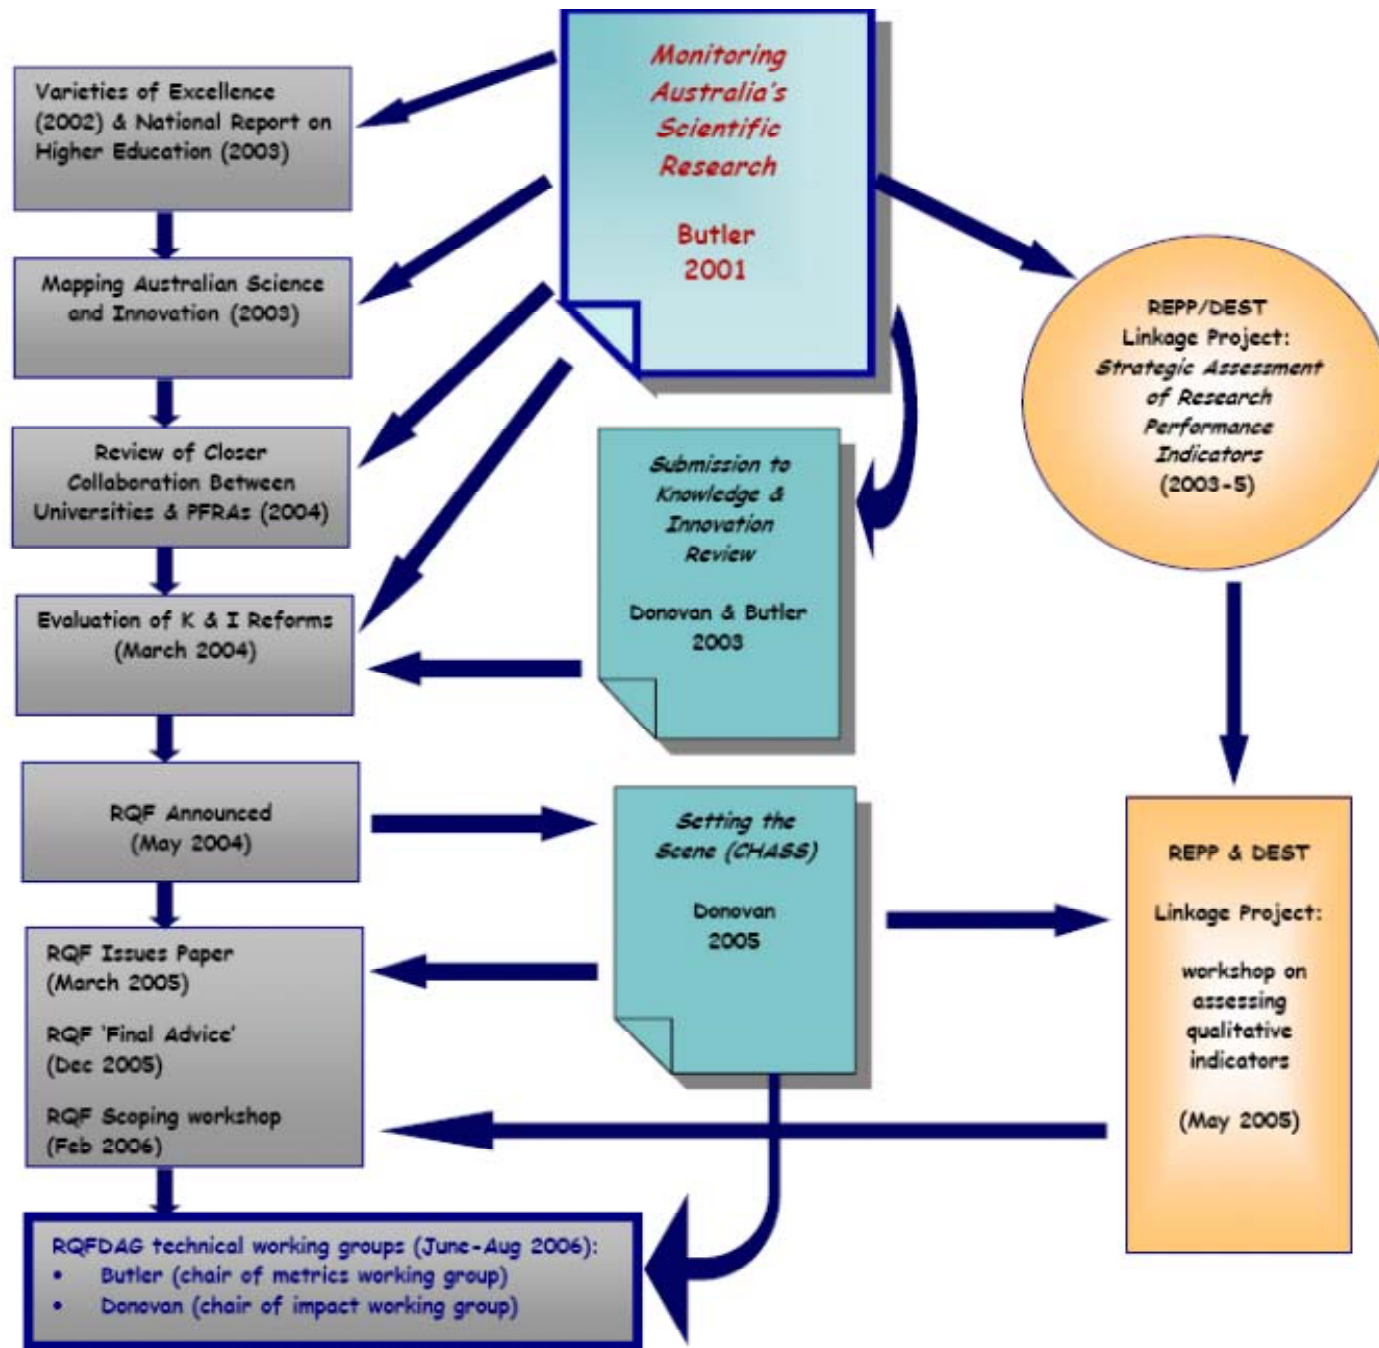 Monitoring
Australia's
Scientific
Research
Butler
2001
Varieties of Excellence
(2002) & National Report on
Higher Education (2003)
Mapping Australian Science
and Innovation (2003)
Review of Closer
Collaboration Between
Universities & PFRAs (2004)
Evaluation of K & I Reforms
(March 2004)
RQF Announced
(May 2004)
RQF Issues Paper
(March 2005)
RQF 'Final Advice'
(Dec 2005)
RQF Scoping workshop
(Feb 2006)
RQFDAG technical working groups (June-Aug 2006):
• Butler (chair of metrics working group)
• Donovan (chair of impact working group)
Submission to
Knowledge &
Innovation
Review
Donovan & Butler
2003
Setting the
Scene (CHASS)
Donovan
2005
REPP/DEST
Linkage Project:
Strategic Assessment
of Research
Performance
Indicators
(2003-5)
REPP & DEST
Linkage Project:
workshop on
assessing
qualitative
indicators
(May 2005)